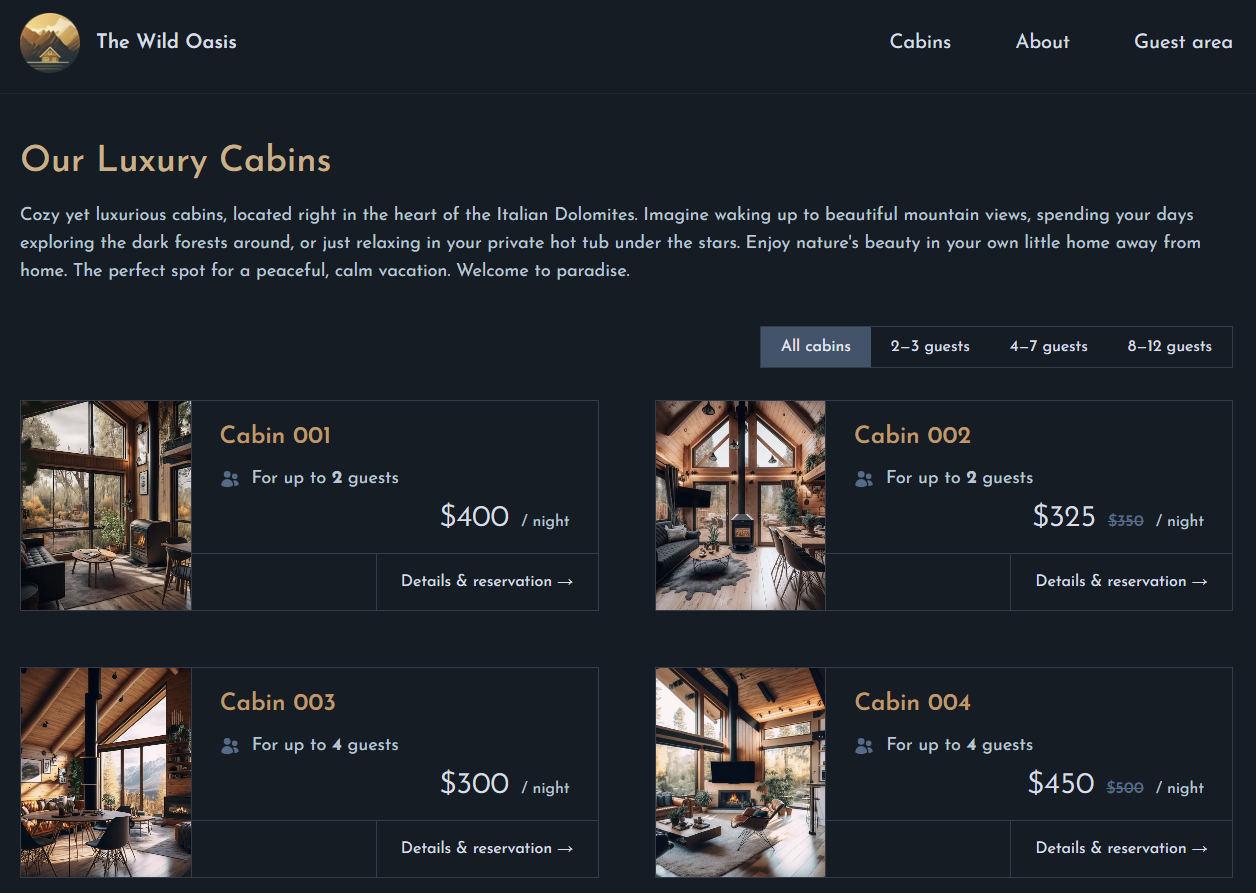 The Wild Oasis
Cabins About Guest area
Our Luxury Cabins
Cozy yet luxurious cabins, located right in the heart of the Italian Dolomites. Imagine waking up to beautiful mountain views, spending your days
exploring the dark forests around, or just relaxing in your private hot tub under the stars. Enjoy nature's beauty in your own little home away from
home. The perfect spot for a peaceful, calm vacation. Welcome to paradise.
All cabins 2–3 guests 4–7 guests 8–12 guests
Cabin 001
For up to 2 guests
$400 / night
Details & reservation →
Cabin 002
For up to 2 guests
$325 $350 / night
Details & reservation →
Cabin 003
For up to 4 guests
$300 / night
Details & reservation →
Cabin 004
For up to 4 guests
$450 $500 / night
Details & reservation →